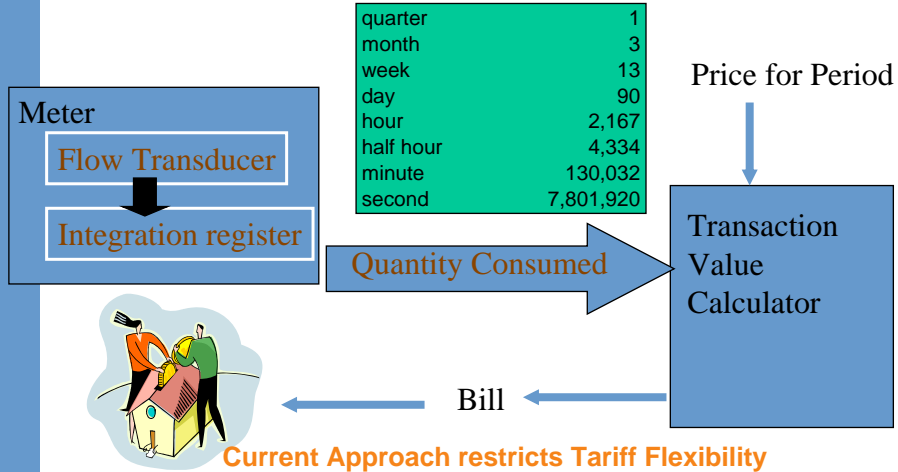 quarter 1
month 3
week 13
day 90
hour 2,167
half hour 4,334
minute 130,032
second 7,801,920
Price for Period
Meter
Flow Transducer
Integration register
Quantity Consumed
Transaction
Value
Calculator
Bill
Current Approach restricts Tariff Flexibility